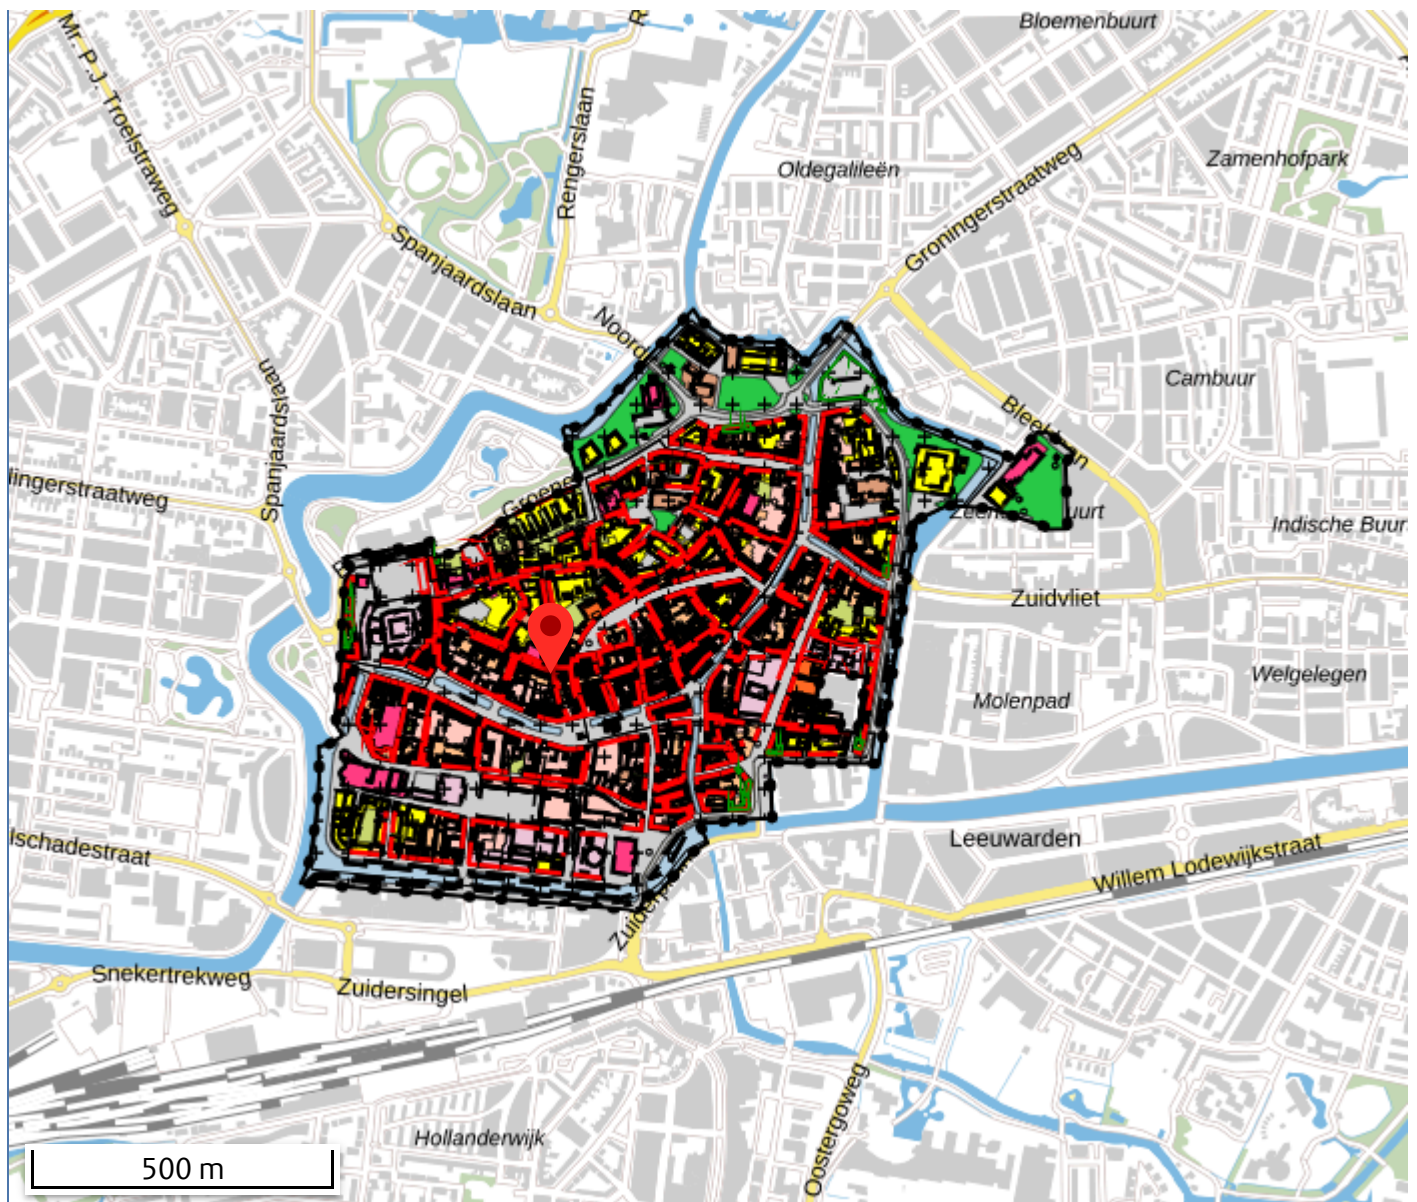 Bloemenbuurt
Mr. P.J. Troelstraweg
Rengerslaan
Oldegalileën
Zamenhofpark
Groningerstraatweg
Spanjaardslaan
Noord
Spanjaardslaan
Cambuur
lingerstraatweg
Groene
Indische Buur
Zuidvliet
Welgelegen
Molenpad
Leeuwarden
lschadestraat
Willem Lodewijkstraat
Snekertrekweg
Zuidersingel
Oostergoweg
Hollanderwijk
500 m